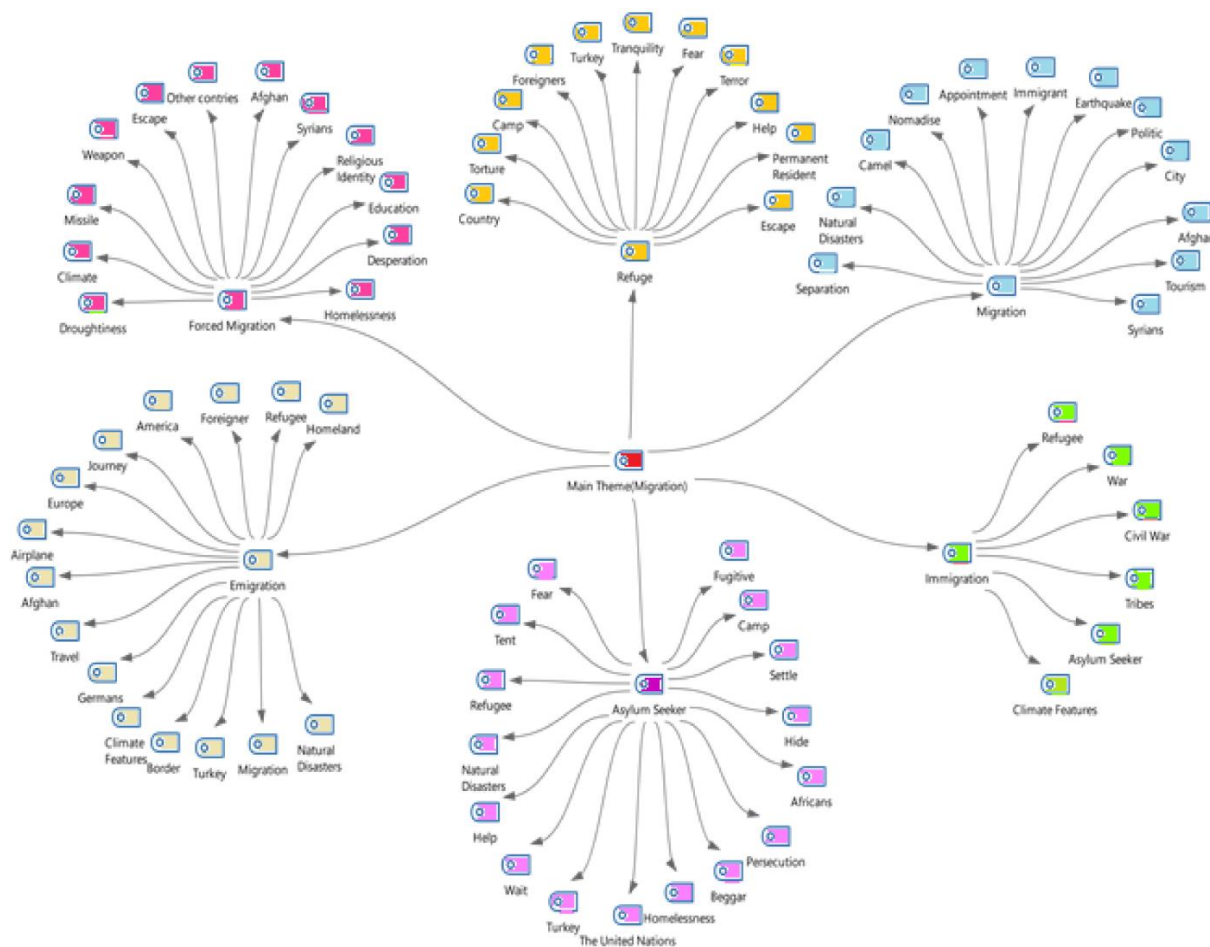 Other contries
Afghan
Escape
Syrians
Weapon
Religious
Identity
Missile
Education
Climate
Desperation
Droughtiness
Homelessness
Forced Migration
Tranquility
Turkey
Fear
Foreigners
Terror
Camp
Help
Torture
Permanent
Resident
Country
Escape
Refuge
Appointment
Immigrant
Nomadise
Earthquake
Camel
Politic
City
Natural
Disasters
Afghan
Separation
Tourism
Syrians
Migration
Main Theme(Migration)
America
Foreigner
Refugee
Homeland
Journey
Europe
Airplane
Afghan
Emigration
Travel
Germans
Climate
Features
Border
Turkey
Migration
Natural
Disasters
Fear
Fugitive
Tent
Camp
Settle
Refugee
Asylum Seeker
Hide
Natural
Disasters
Africans
Help
Persecution
Wait
Beggar
Turkey
Homelessness
The United Nations
Refugee
War
Civil War
Immigration
Tribes
Asylum Seeker
Climate Features